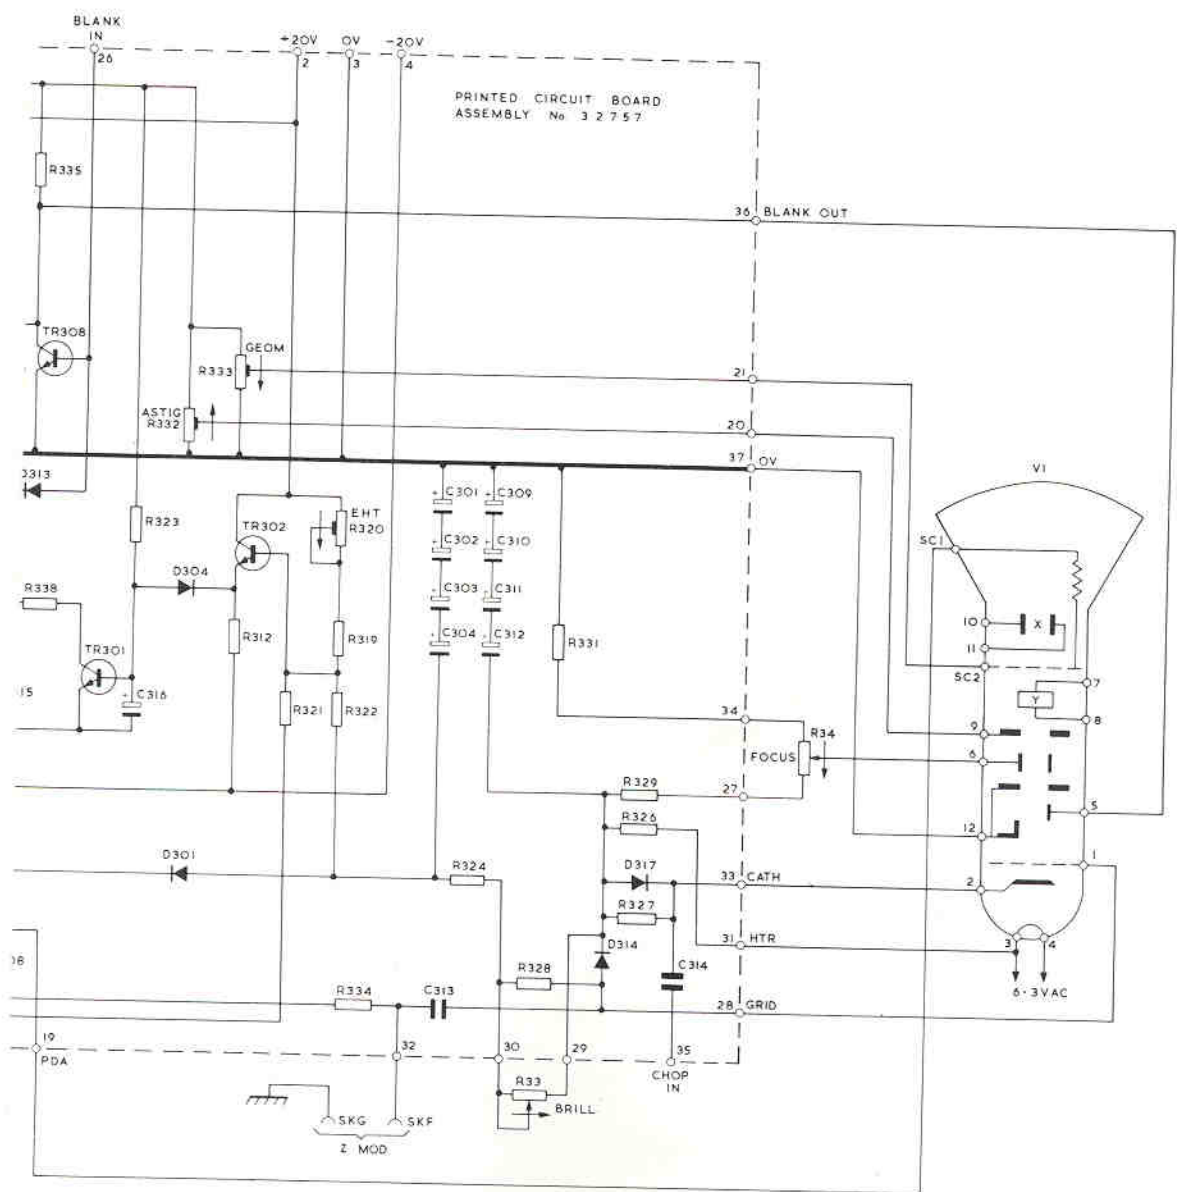 BLANK
IN
26
+20V
2
0V
3
-20V
4
PRINTED CIRCUIT BOARD
ASSEMBLY No 32757
R335
36 BLANK OUT
TR308
GEOM
R333
21
ASTIG
R332
20
37 0V
V1
D313
C301
C309
EHT
R320
TR302
R323
C302
C310
SC1
D304
R338
C303
C311
R312
R319
C304
C312
R331
10
X
11
TR301
SC2
15
C316
R321
R322
7
Y
8
34
R34
9
FOCUS
6
R329
27
5
R326
12
D301
R324
D317
33 CATH
1
2
R327
31 HTR
D314
3
4
08
R328
C314
6·3VAC
R334
C313
28 GRID
19
PDA
32
30
29
35
CHOP
IN
R33
BRILL
SKG
SKF
Z MOD